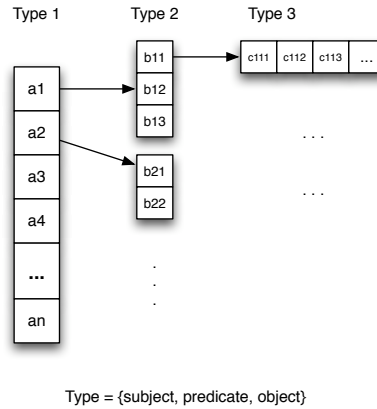 Type 1 Type 2 Type 3
b11 c111 c112 c113 ...
a1 b12
b13
a2
b21
a3
b22
a4
...
an
. . .
. . .
.
.
.
Type = {subject, predicate, object}